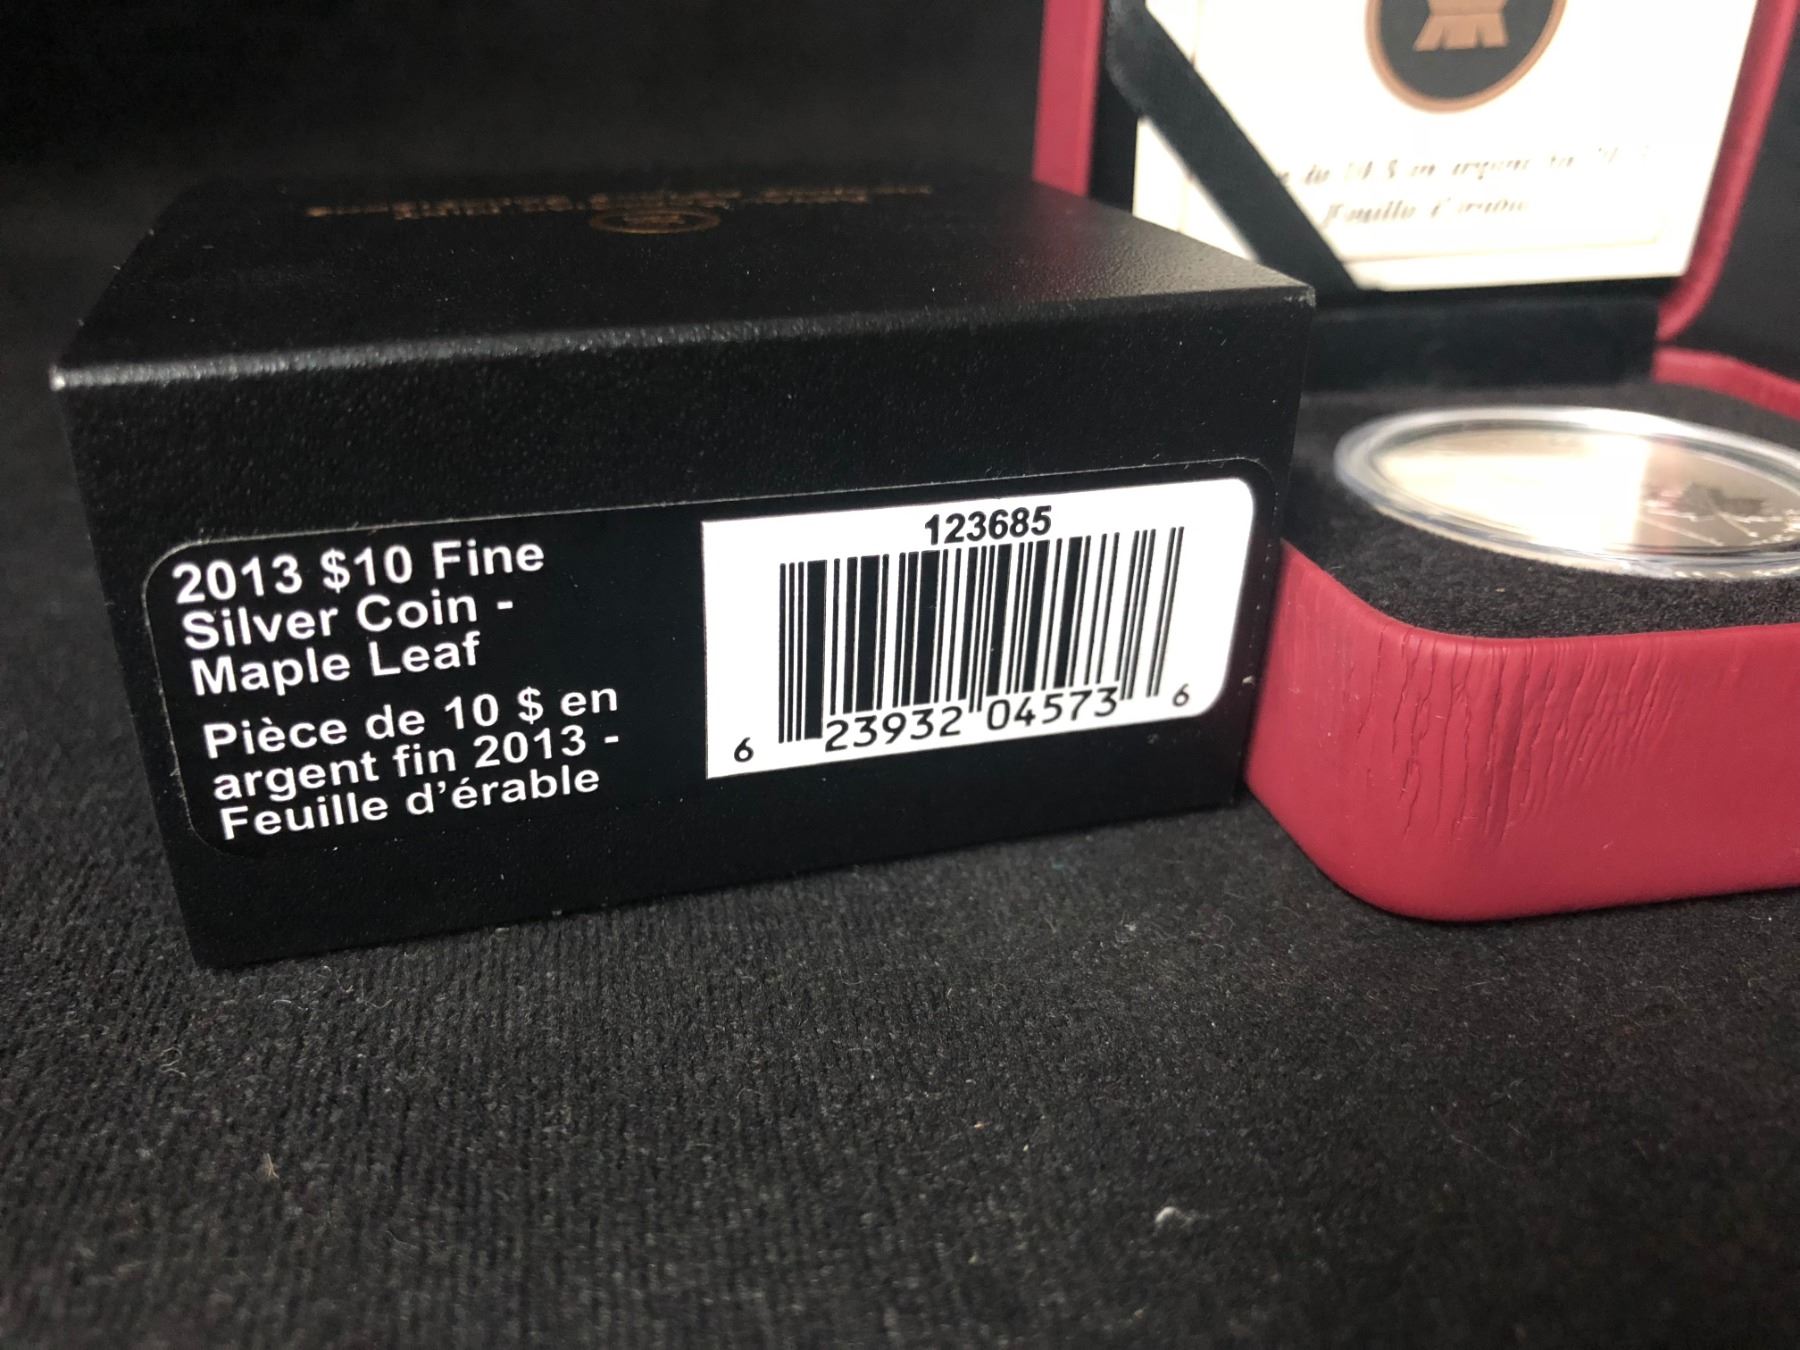 2013 $10 Fine
Silver Coin -
Maple Leaf
Pièce de 10 $ en
argent fin 2013 -
Feuille d'érable
123685
6 23932 04573 6